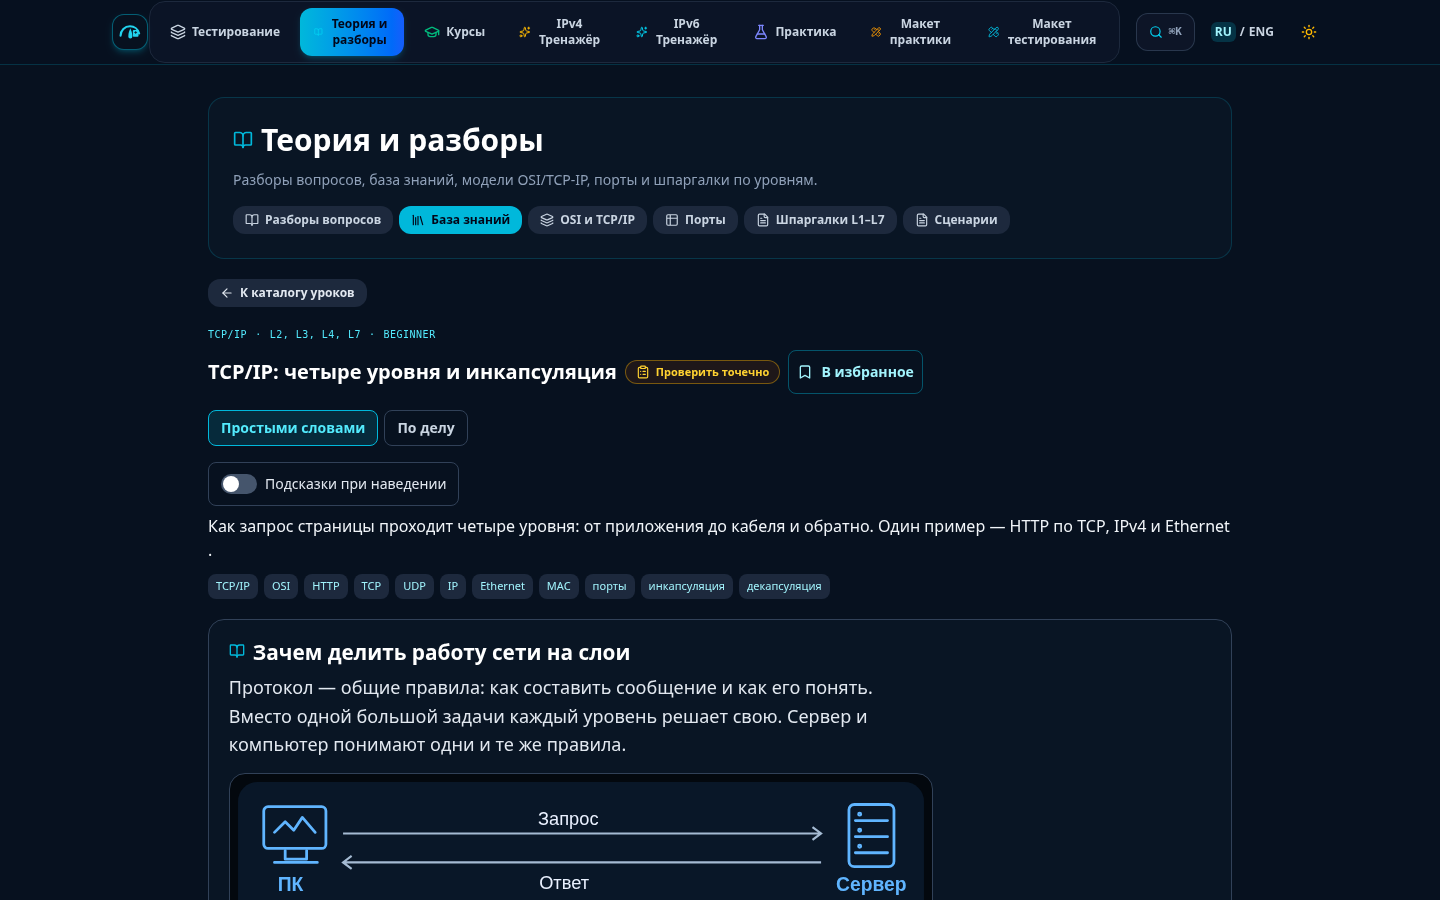 Тестирование
Теория и разборы
Курсы
IPv4 Тренажёр
IPv6 Тренажёр
Практика
Макет практики
Макет тестирования
⌘K
RU / ENG
Теория и разборы
Разборы вопросов, база знаний, модели OSI/TCP-IP, порты и шпаргалки по уровням.
Разборы вопросов
База знаний
OSI и TCP/IP
Порты
Шпаргалки L1–L7
Сценарии
К каталогу уроков
TCP/IP · L2, L3, L4, L7 · BEGINNER
TCP/IP: четыре уровня и инкапсуляция
Проверить точечно
В избранное
Простыми словами
По делу
Подсказки при наведении
Как запрос страницы проходит четыре уровня: от приложения до кабеля и обратно. Один пример — HTTP по TCP, IPv4 и Ethernet
.
TCP/IP
OSI
HTTP
TCP
UDP
IP
Ethernet
MAC
порты
инкапсуляция
декапсуляция
Зачем делить работу сети на слои
Протокол — общие правила: как составить сообщение и как его понять.
Вместо одной большой задачи каждый уровень решает свою. Сервер и
компьютер понимают одни и те же правила.
Запрос
Ответ
ПК
Сервер